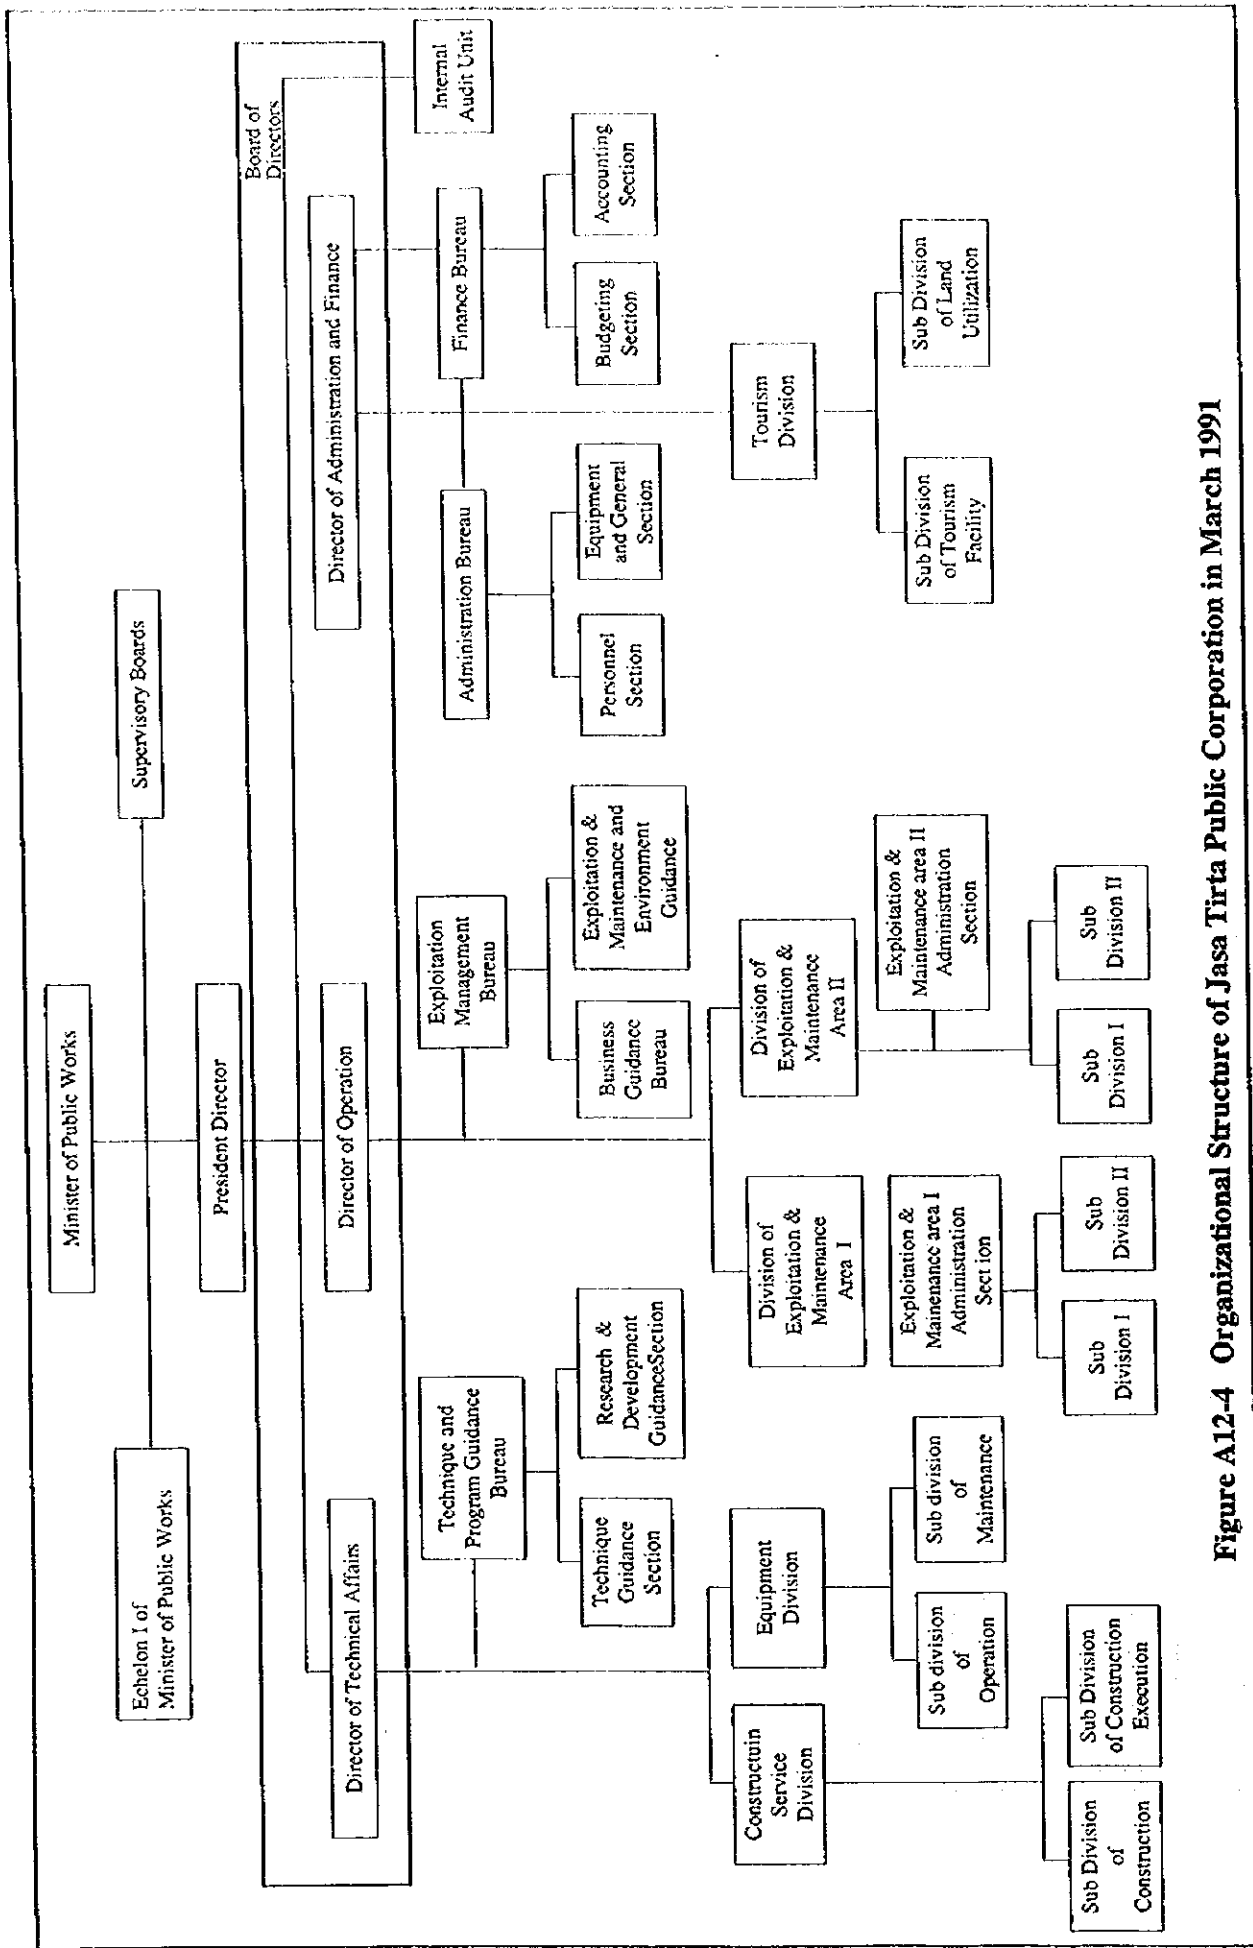 Minister of Public Works
Echelon I of
Minister of Public Works
Supervisory Boards
President Director
Board of
Directors
Director of Technical Affairs
Director of Operation
Director of Administration and Finance
Internal
Audit Unit
Technique and
Program Guidance
Bureau
Exploitation
Management
Bureau
Administration Bureau
Finance Bureau
Technique
Guidance
Section
Research &
Development
GuidanceSection
Business
Guidance
Bureau
Exploitation &
Maintenance and
Environment
Guidance
Personnel
Section
Equipment
and General
Section
Budgeting
Section
Accounting
Section
Constructuin
Service
Division
Equipment
Division
Division of
Exploitation &
Maintenance
Area I
Division of
Exploitation &
Maintenance
Area II
Tourism
Division
Sub division
of
Operation
Sub division
of
Maintenance
Exploitation &
Mainenance area I
Administration
Sect ion
Exploitation &
Maintenance area II
Administration
Section
Sub Division
of Tourism
Facility
Sub Division
of Land
Utilization
Sub Division
of
Construction
Sub Division
of Construction
Execution
Sub
Division I
Sub
Division II
Sub
Division I
Sub
Division II
Figure A12-4 Organizational Structure of Jasa Tirta Public Corporation in March 1991